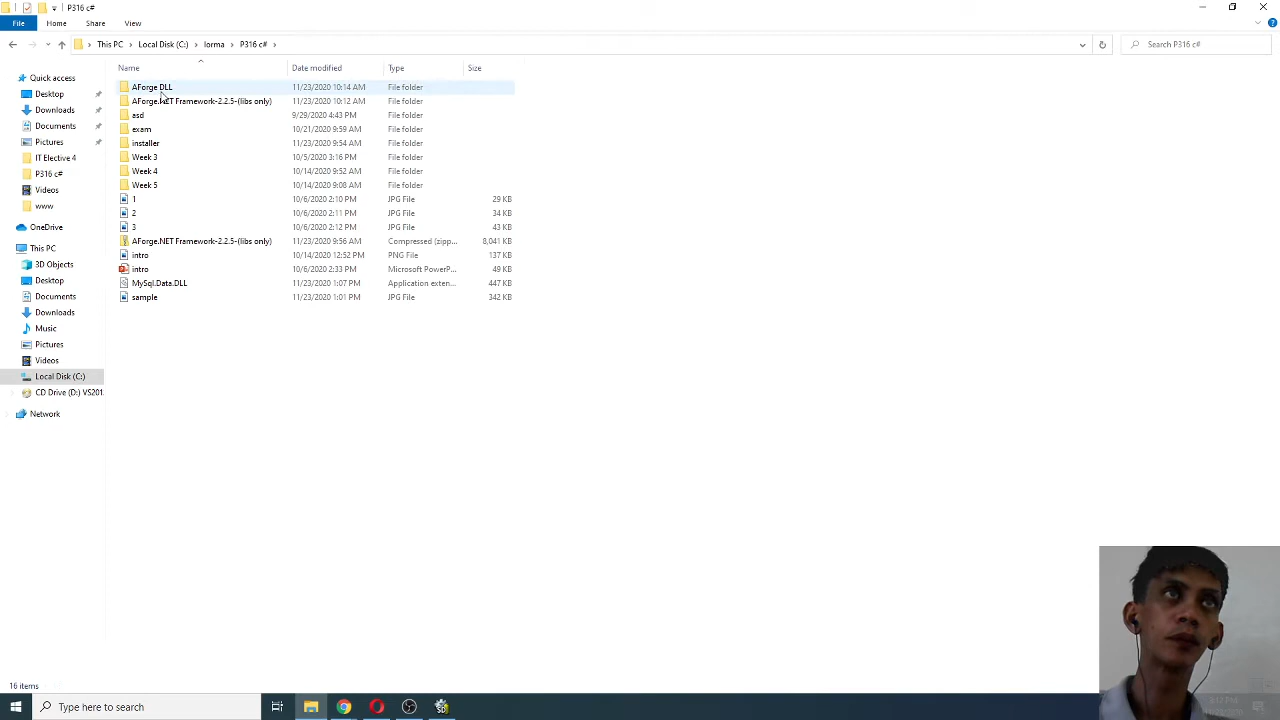 P316 c#
File Home Share View
This PC Local Disk (C:) lorma P316 c# Search P316 c#
Name Date modified Type Size
Quick access
Desktop
Downloads
Documents
Pictures
IT Elective 4
P316 c#
Videos
www
OneDrive
This PC
3D Objects
Desktop
Documents
Downloads
Music
Pictures
Videos
Local Disk (C:)
CD Drive (D:) VS201
Network
AForge DLL 11/23/2020 10:14 AM File folder
AForge.NET Framework-2.2.5-(libs only) 11/23/2020 10:12 AM File folder
asd 9/29/2020 4:43 PM File folder
exam 10/21/2020 9:59 AM File folder
installer 11/23/2020 9:54 AM File folder
Week 3 10/5/2020 3:16 PM File folder
Week 4 10/14/2020 9:52 AM File folder
Week 5 10/14/2020 9:08 AM File folder
1 10/6/2020 2:10 PM JPG File 29 KB
2 10/6/2020 2:11 PM JPG File 34 KB
3 10/6/2020 2:12 PM JPG File 43 KB
AForge.NET Framework-2.2.5-(libs only) 11/23/2020 9:56 AM Compressed (zipp... 8,041 KB
intro 10/14/2020 12:52 PM PNG File 137 KB
intro 10/6/2020 2:33 PM Microsoft PowerP... 49 KB
MySql.Data.DLL 11/23/2020 1:07 PM Application exten... 447 KB
sample 11/23/2020 1:01 PM JPG File 342 KB
16 items
Type here to search